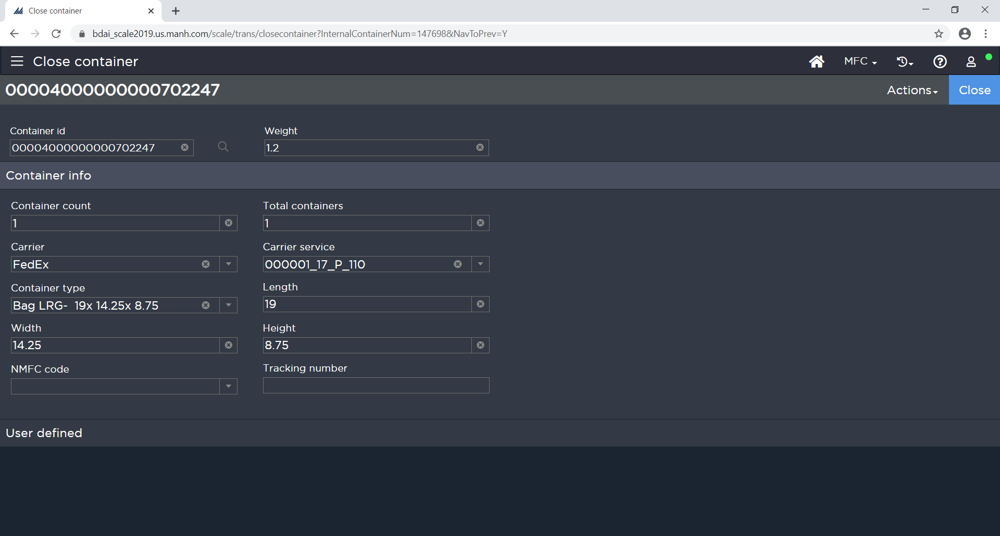 Close container
bdai_scale2019.us.manh.com/scale/trans/closecontainer?InternalContainerNum=147698&NavToPrev=Y
Close container
MFC
00004000000000702247
Actions
Close
Container id
Weight
00004000000000702247
1.2
Container info
Container count
Total containers
1
1
Carrier
Carrier service
FedEx
000001_17_P_110
Container type
Length
Bag LRG-  19x 14.25x 8.75
19
Width
Height
14.25
8.75
NMFC code
Tracking number
User defined